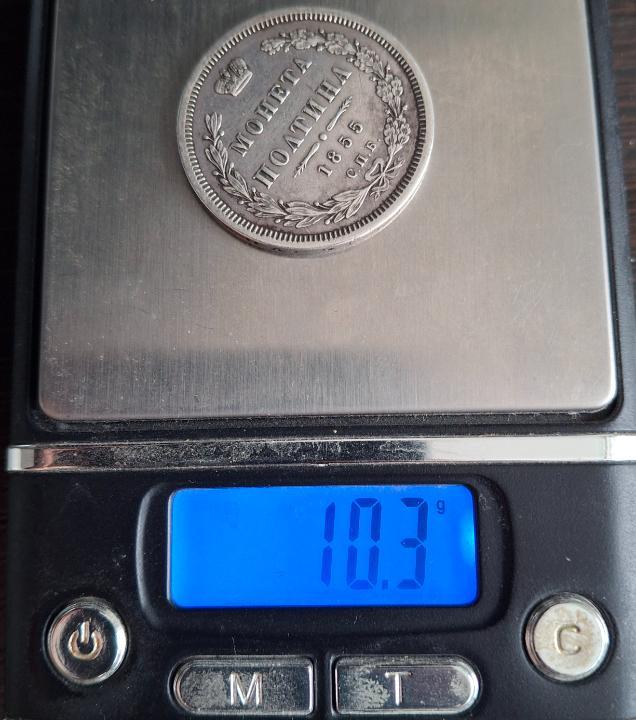 МОНЕТА
ПОЛТИНА
1855
СПБ
10.3 g
M T C